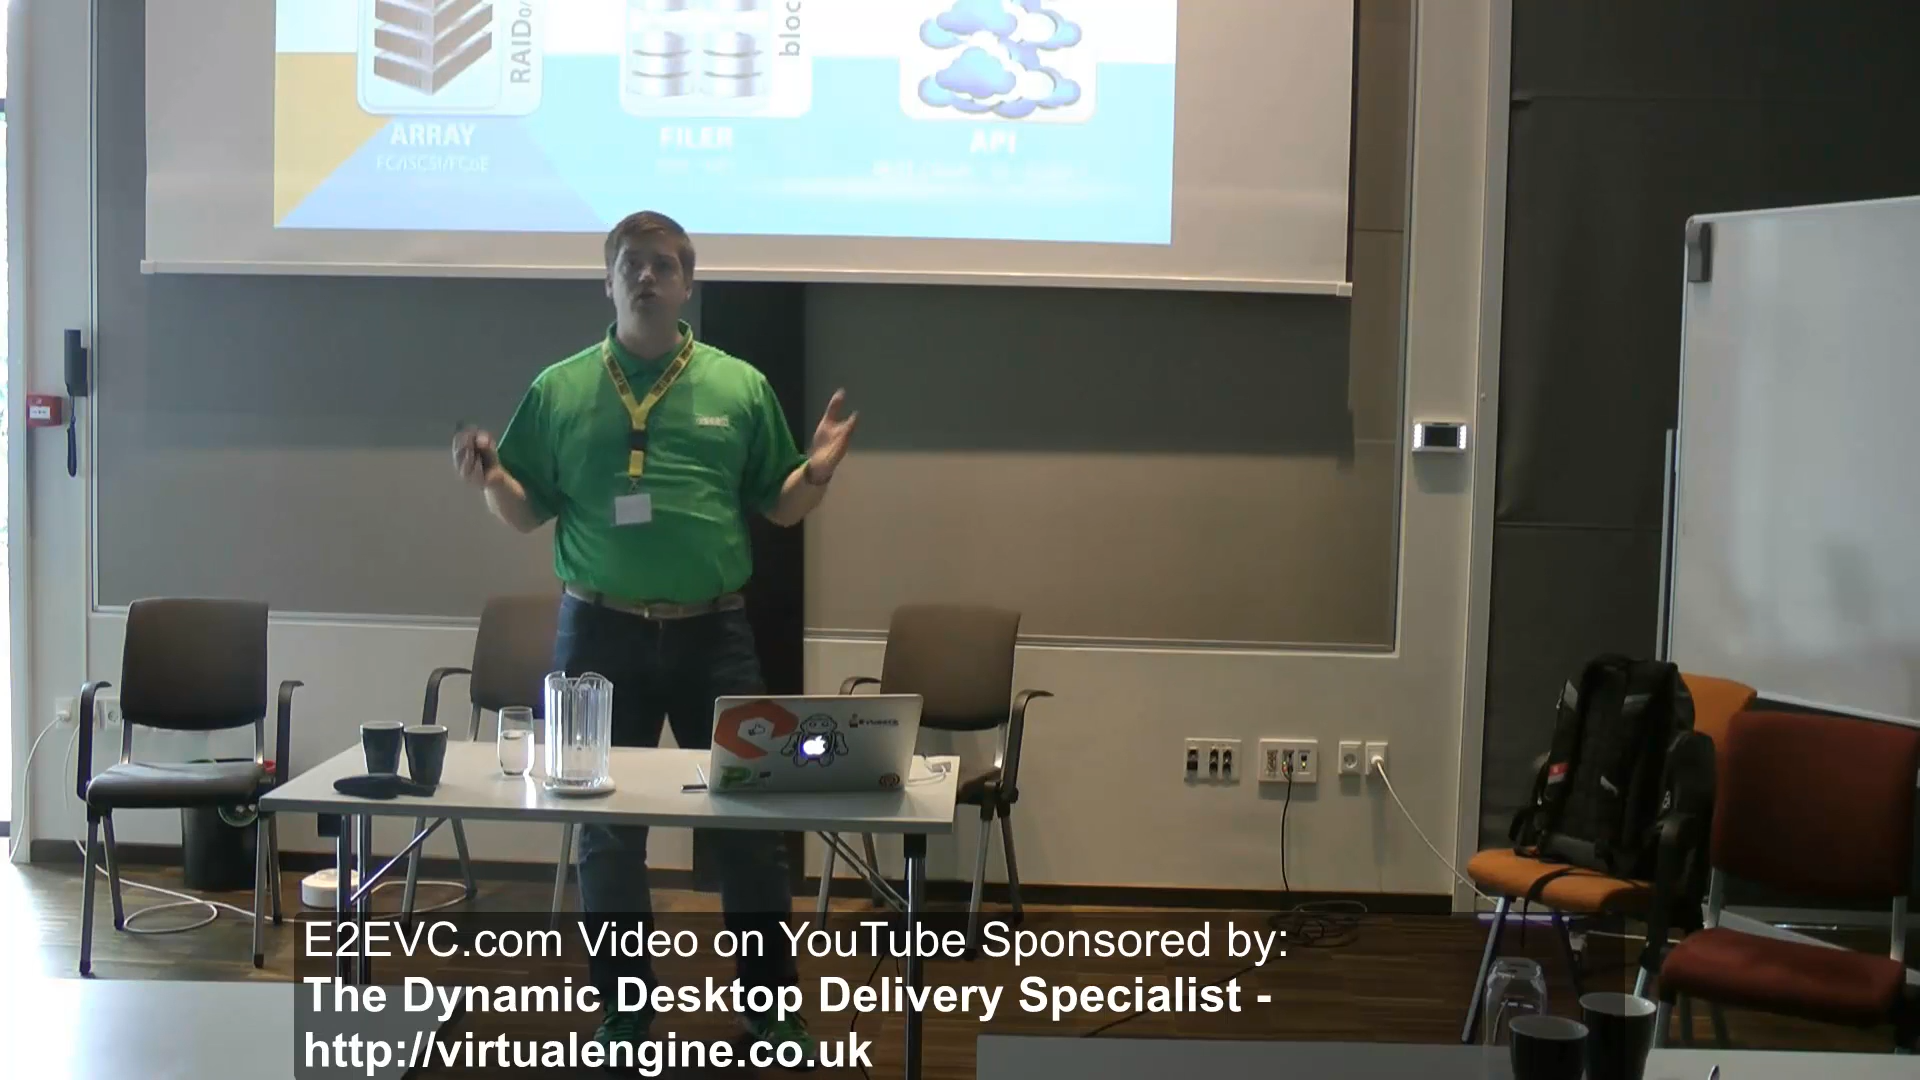 RAID0/
bloc
ARRAY
FC/iSCSI/FCoE
FILER
API
E2EVC.com Video on YouTube Sponsored by:
The Dynamic Desktop Delivery Specialist -
http://virtualengine.co.uk